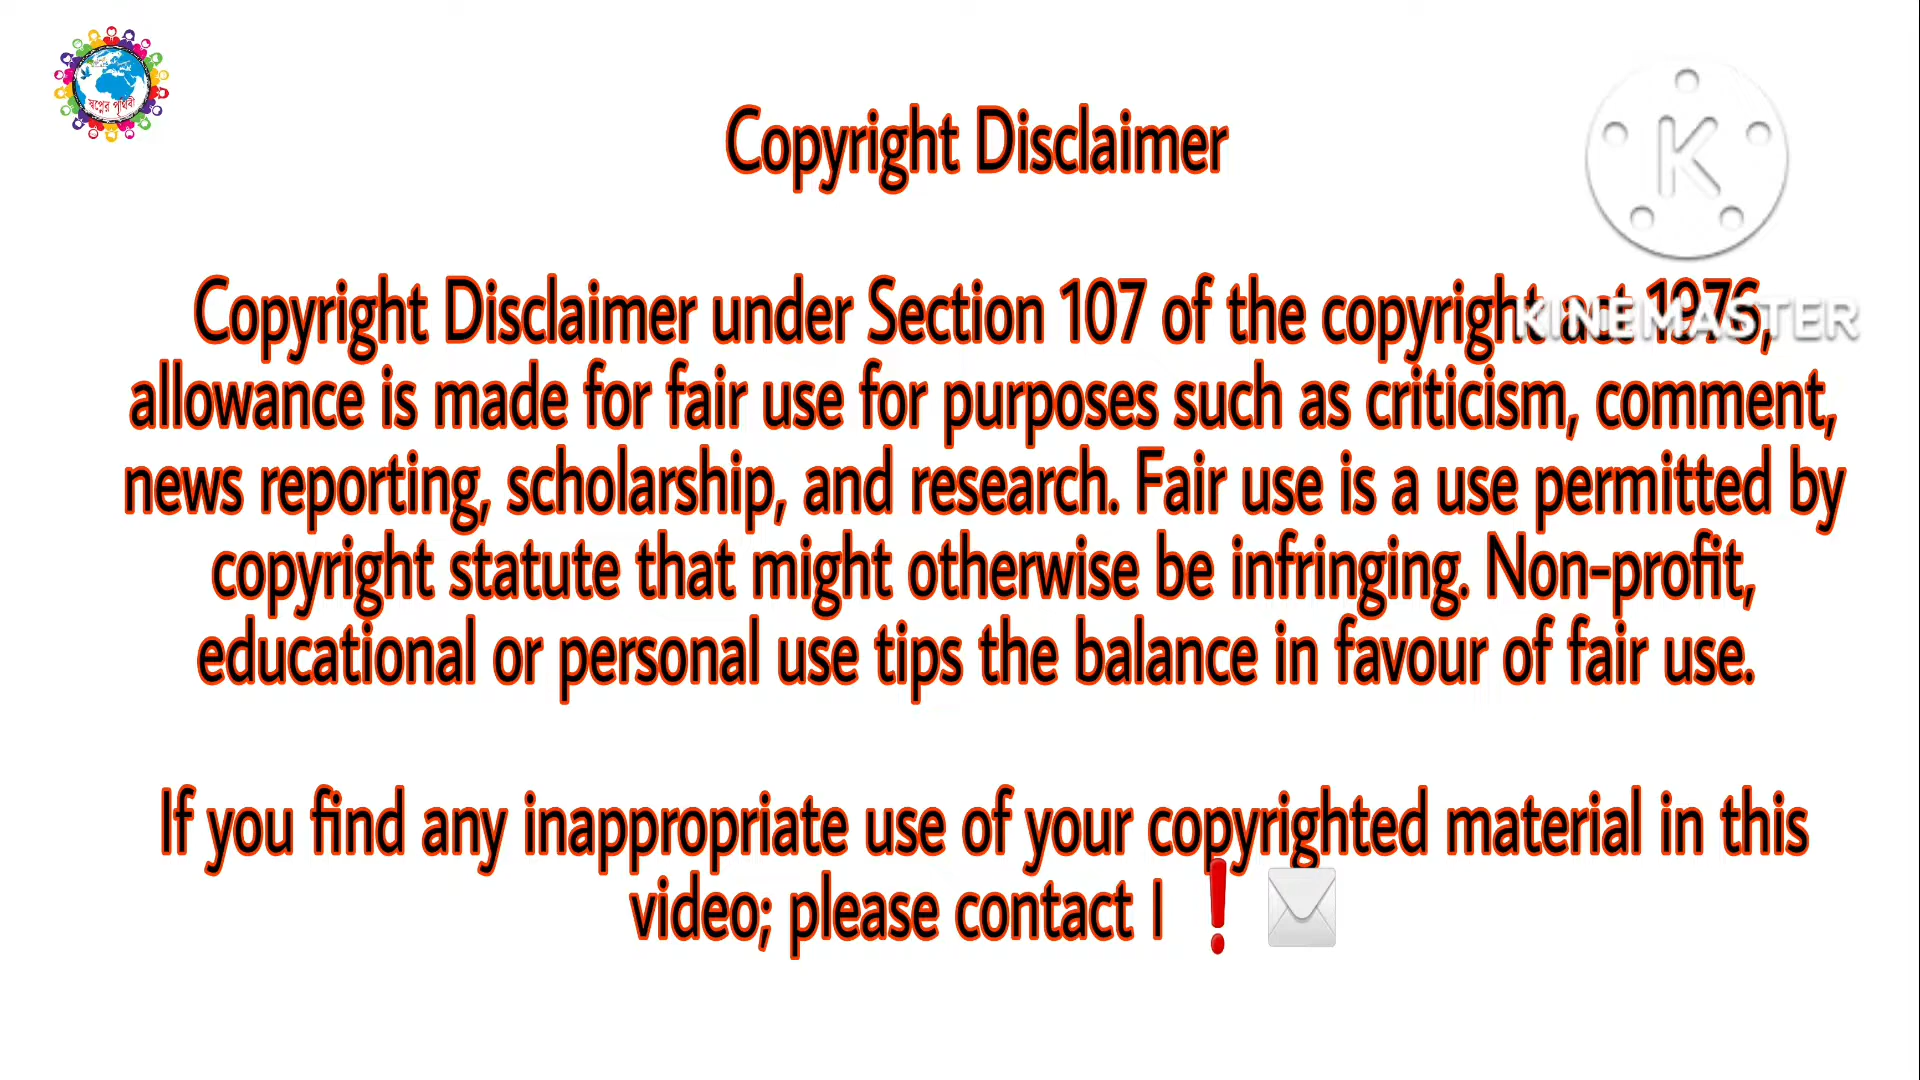 স্বপ্নের পৃথিবী
Copyright Disclaimer
Copyright Disclaimer under Section 107 of the copyright act 1976,
KINEMASTER
allowance is made for fair use for purposes such as criticism, comment,
news reporting, scholarship, and research. Fair use is a use permitted by
copyright statute that might otherwise be infringing. Non-profit,
educational or personal use tips the balance in favour of fair use.
If you find any inappropriate use of your copyrighted material in this
video; please contact I ❗✉